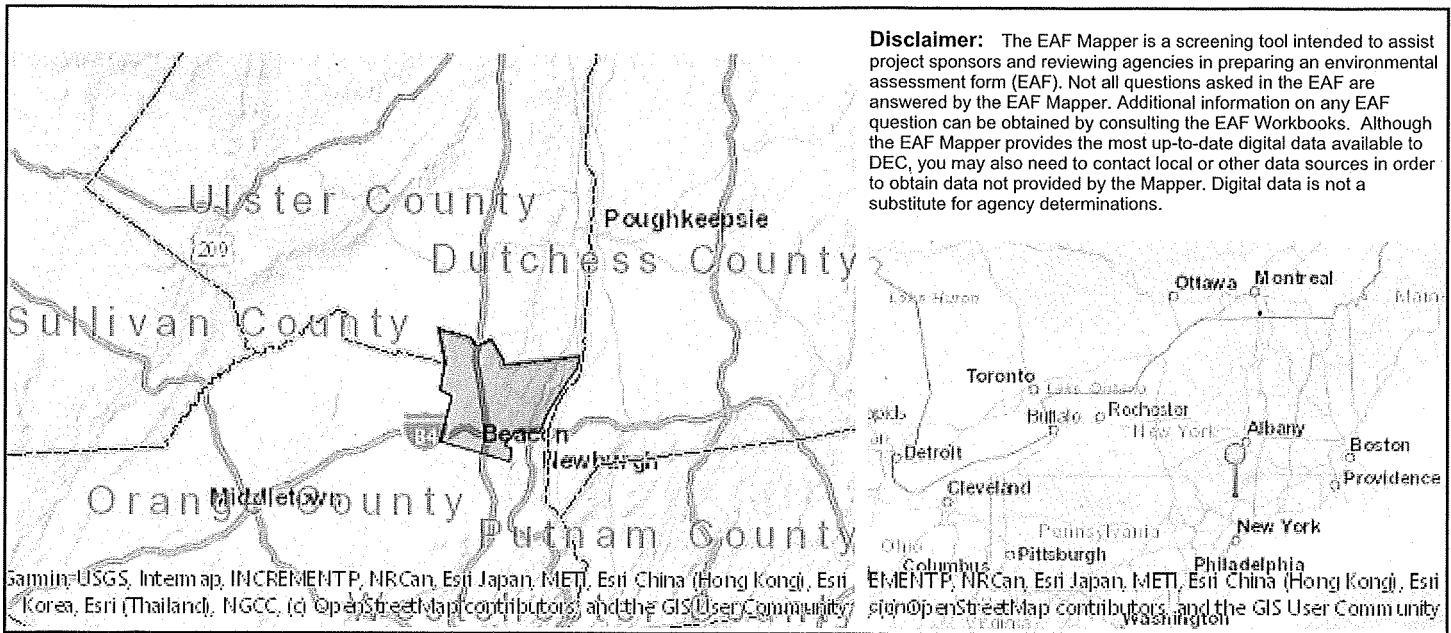 Disclaimer: The EAF Mapper is a screening tool intended to assist
project sponsors and reviewing agencies in preparing an environmental
assessment form (EAF). Not all questions asked in the EAF are
answered by the EAF Mapper. Additional information on any EAF
question can be obtained by consulting the EAF Workbooks. Although
the EAF Mapper provides the most up-to-date digital data available to
DEC, you may also need to contact local or other data sources in order
to obtain data not provided by the Mapper. Digital data is not a
substitute for agency determinations.
Ulster County
Poughkeepsie
209
Dutchess County
Sullivan County
84
Beacon
Newburgh
Orange County
Middletown
Putnam County
Garmin, USGS, Intermap, INCREMENT P, NRCan, Esri Japan, METI, Esri China (Hong Kong), Esri
Korea, Esri (Thailand), NGCC, (c) OpenStreetMap contributors, and the GIS User Community
Ottawa
Montreal
Lake Huron
Toronto
Lake Ontario
Buffalo
Rochester
New York
Albany
Boston
Detroit
Providence
Cleveland
Pennsylvania
New York
Ohio
Pittsburgh
Columbus
Philadelphia
EMENT P, NRCan, Esri Japan, METI, Esri China (Hong Kong), Esri
OpenStreetMap contributors, and the GIS User Community
Virginia
Washington